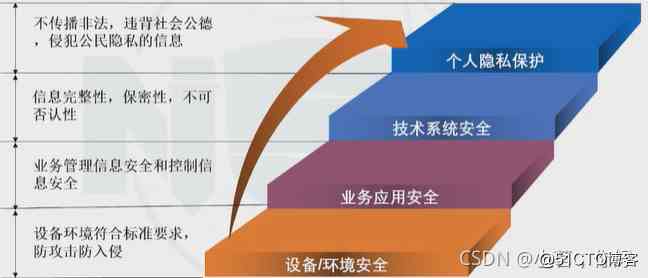 不传播非法，违背社会公德
，侵犯公民隐私的信息
个人隐私保护
信息完整性，保密性，不可
否认性
技术系统安全
业务管理信息安全和控制信
息安全
业务应用安全
设备环境符合标准要求，
防攻击防入侵
设备/环境安全
CSDN
@51CTO博客